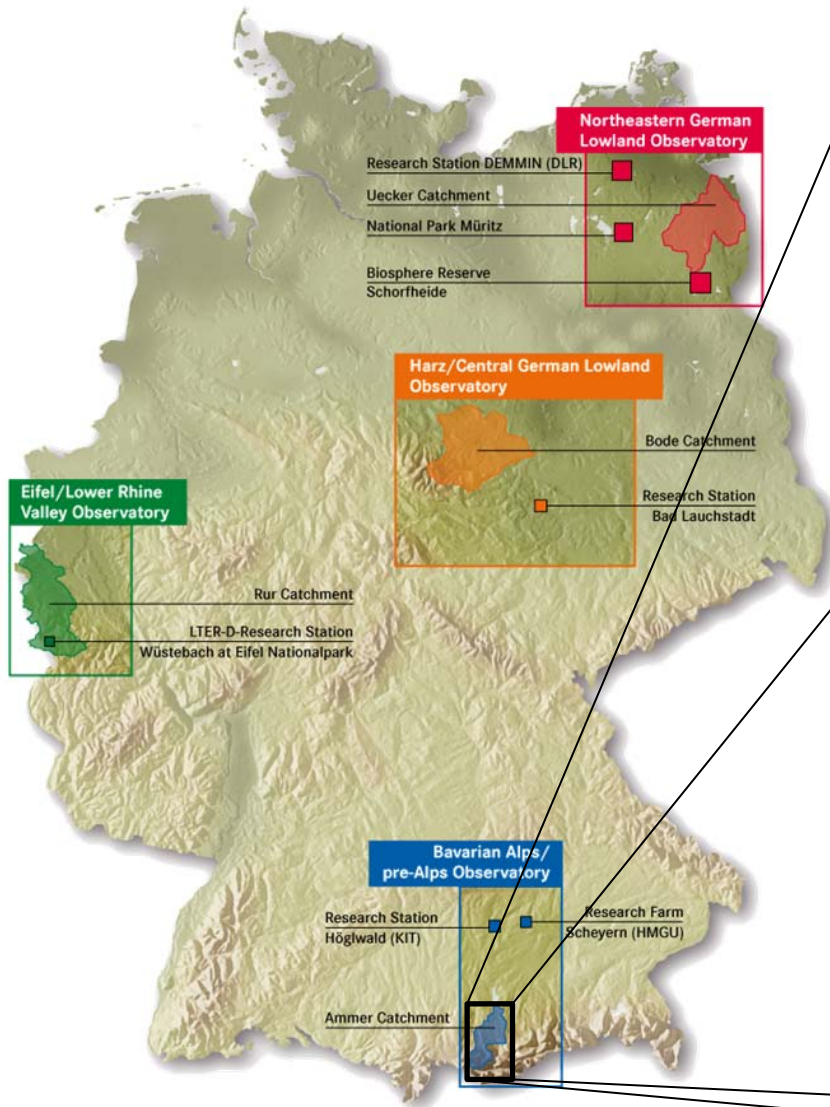 Northeastern German
Lowland Observatory
Research Station DEMMIN (DLR)
Uecker Catchment
National Park Müritz
Biosphere Reserve
Schorfheide
Harz/Central German Lowland
Observatory
Bode Catchment
Research Station
Bad Lauchstadt
Eifel/Lower Rhine
Valley Observatory
Rur Catchment
LTER-D-Research Station
Wüstebach at Eifel Nationalpark
Bavarian Alps/
pre-Alps Observatory
Research Station
Höglwald (KIT)
Research Farm
Scheyern (HMGU)
Ammer Catchment